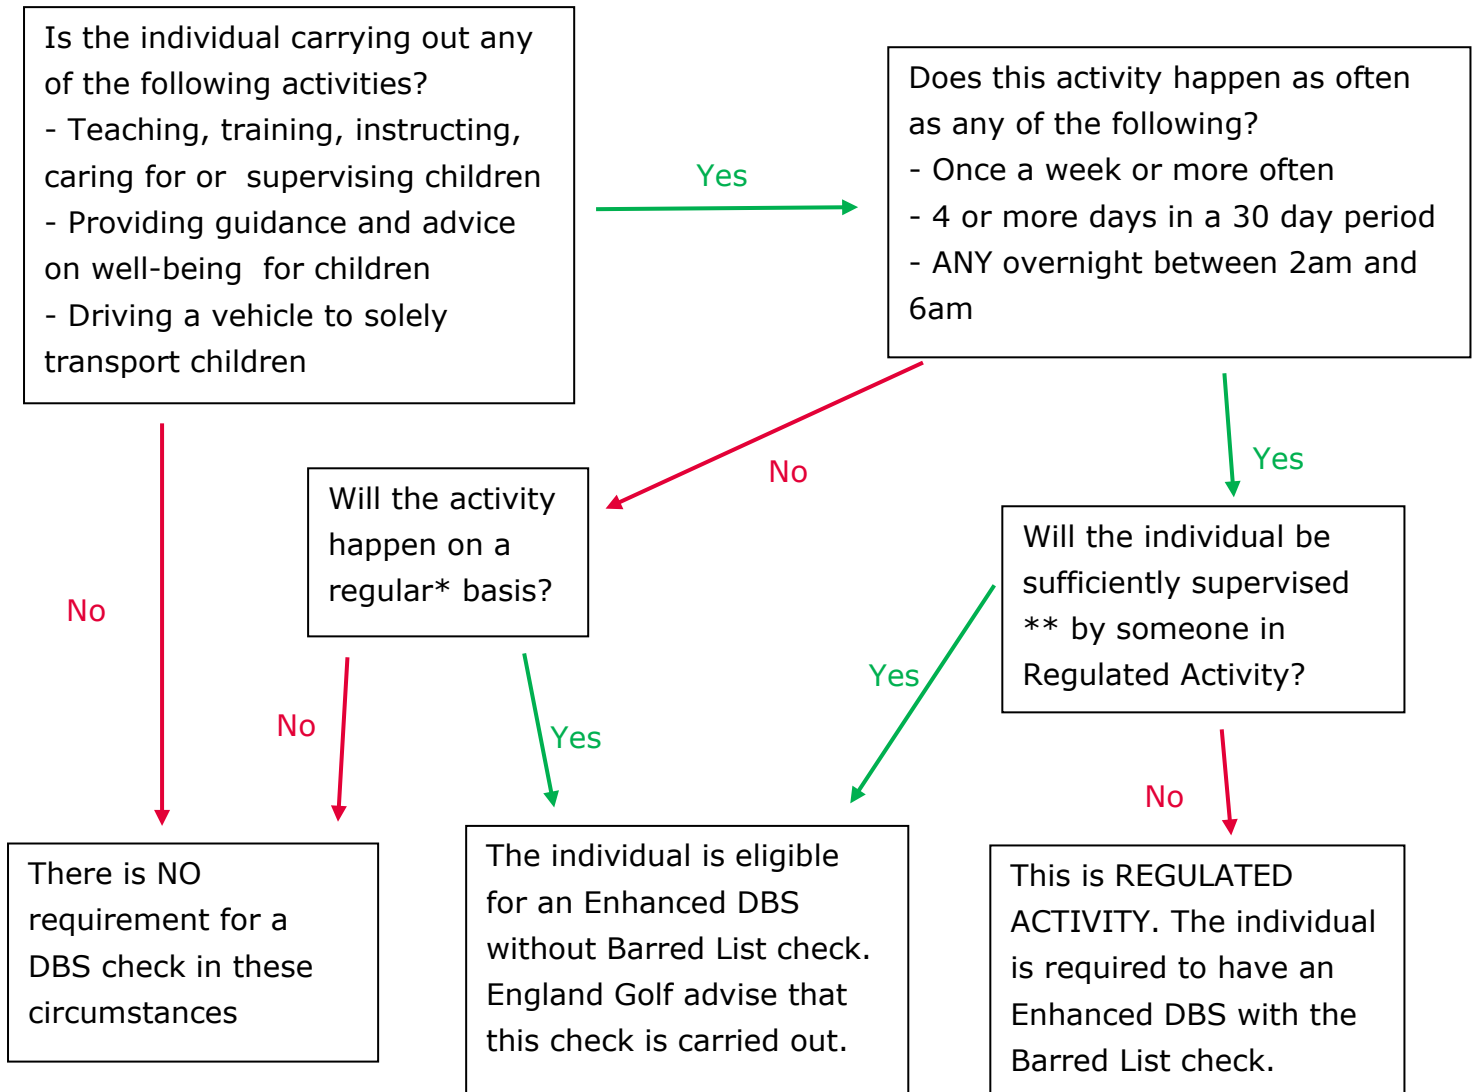 Is the individual carrying out any
of the following activities?
- Teaching, training, instructing,
caring for or supervising children
- Providing guidance and advice
on well-being for children
- Driving a vehicle to solely
transport children
Yes
Does this activity happen as often
as any of the following?
- Once a week or more often
- 4 or more days in a 30 day period
- ANY overnight between 2am and
6am
No
No
Yes
Will the activity
happen on a
regular* basis?
Will the individual be
sufficiently supervised
** by someone in
Regulated Activity?
No
Yes
Yes
No
There is NO
requirement for a
DBS check in these
circumstances
The individual is eligible
for an Enhanced DBS
without Barred List check.
England Golf advise that
this check is carried out.
This is REGULATED
ACTIVITY. The individual
is required to have an
Enhanced DBS with the
Barred List check.